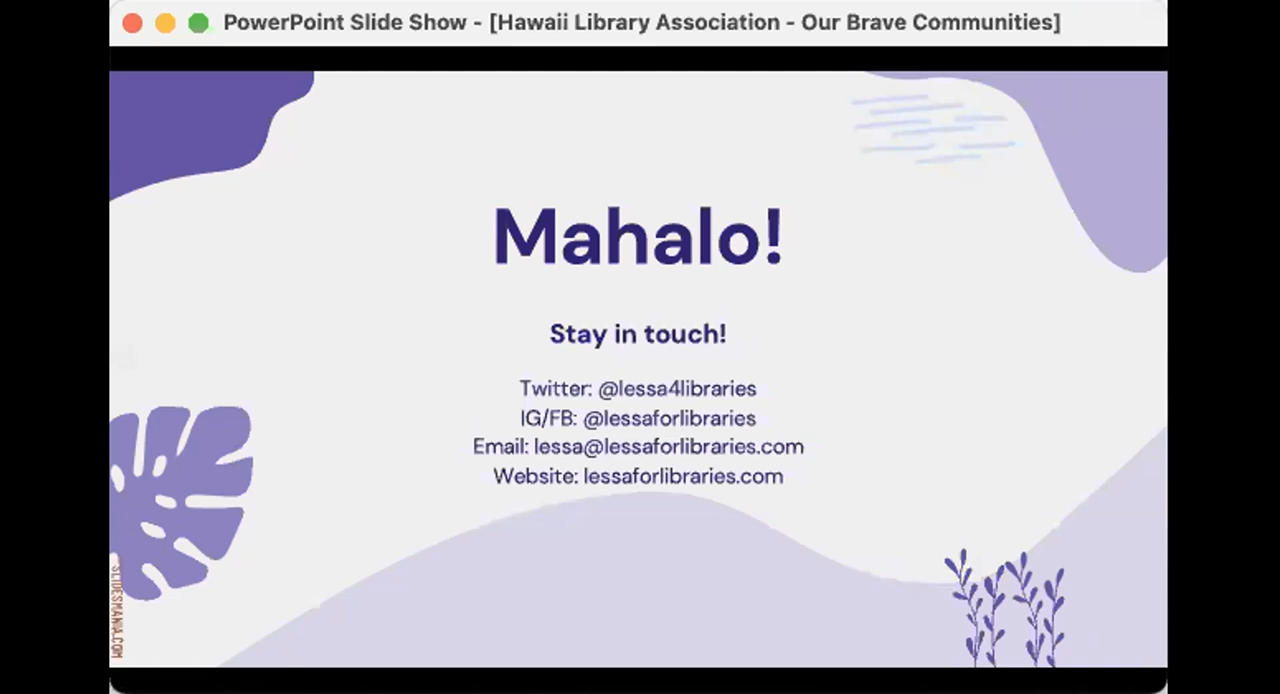 PowerPoint Slide Show - [Hawaii Library Association - Our Brave Communities]
Mahalo!
Stay in touch!
Twitter: @lessa4libraries
IG/FB: @lessaforlibraries
Email: lessa@lessaforlibraries.com
Website: lessaforlibraries.com
SLIDESMANIA.COM